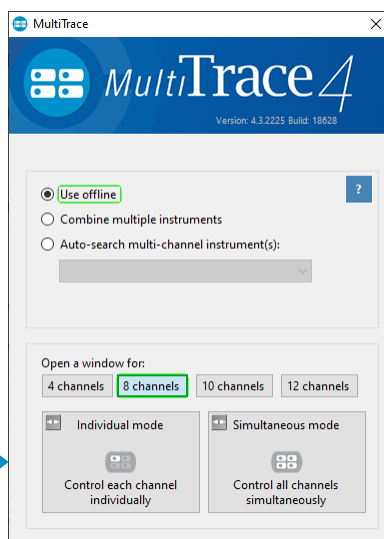 MultiTrace
MultiTrace 4
Version: 4.3.2225 Build: 18628
Use offline
?
Combine multiple instruments
Auto-search multi-channel instrument(s):
Open a window for:
4 channels
8 channels
10 channels
12 channels
Individual mode
Control each channel
individually
Simultaneous mode
Control all channels
simultaneously